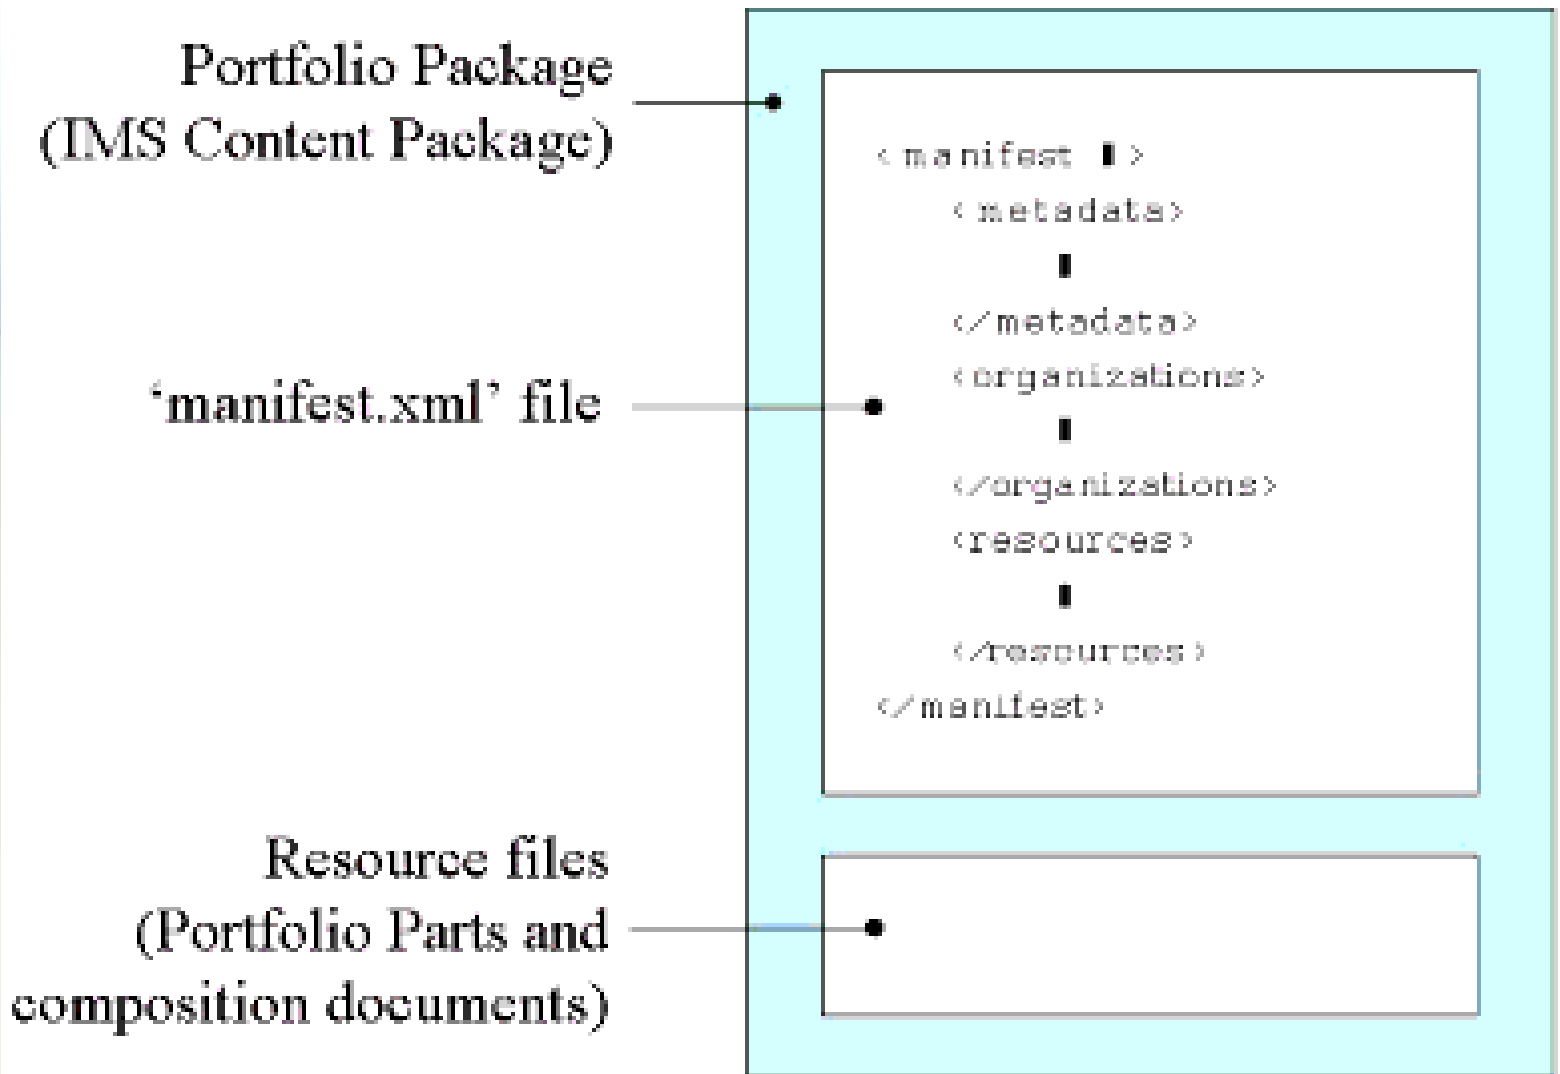 Portfolio Package
(IMS Content Package)
‘manifest.xml’ file
Resource files
(Portfolio Parts and
composition documents)
<manifest ▮>
<metadata>
▮
</metadata>
<organizations>
▮
</organizations>
<resources>
▮
</resources>
</manifest>